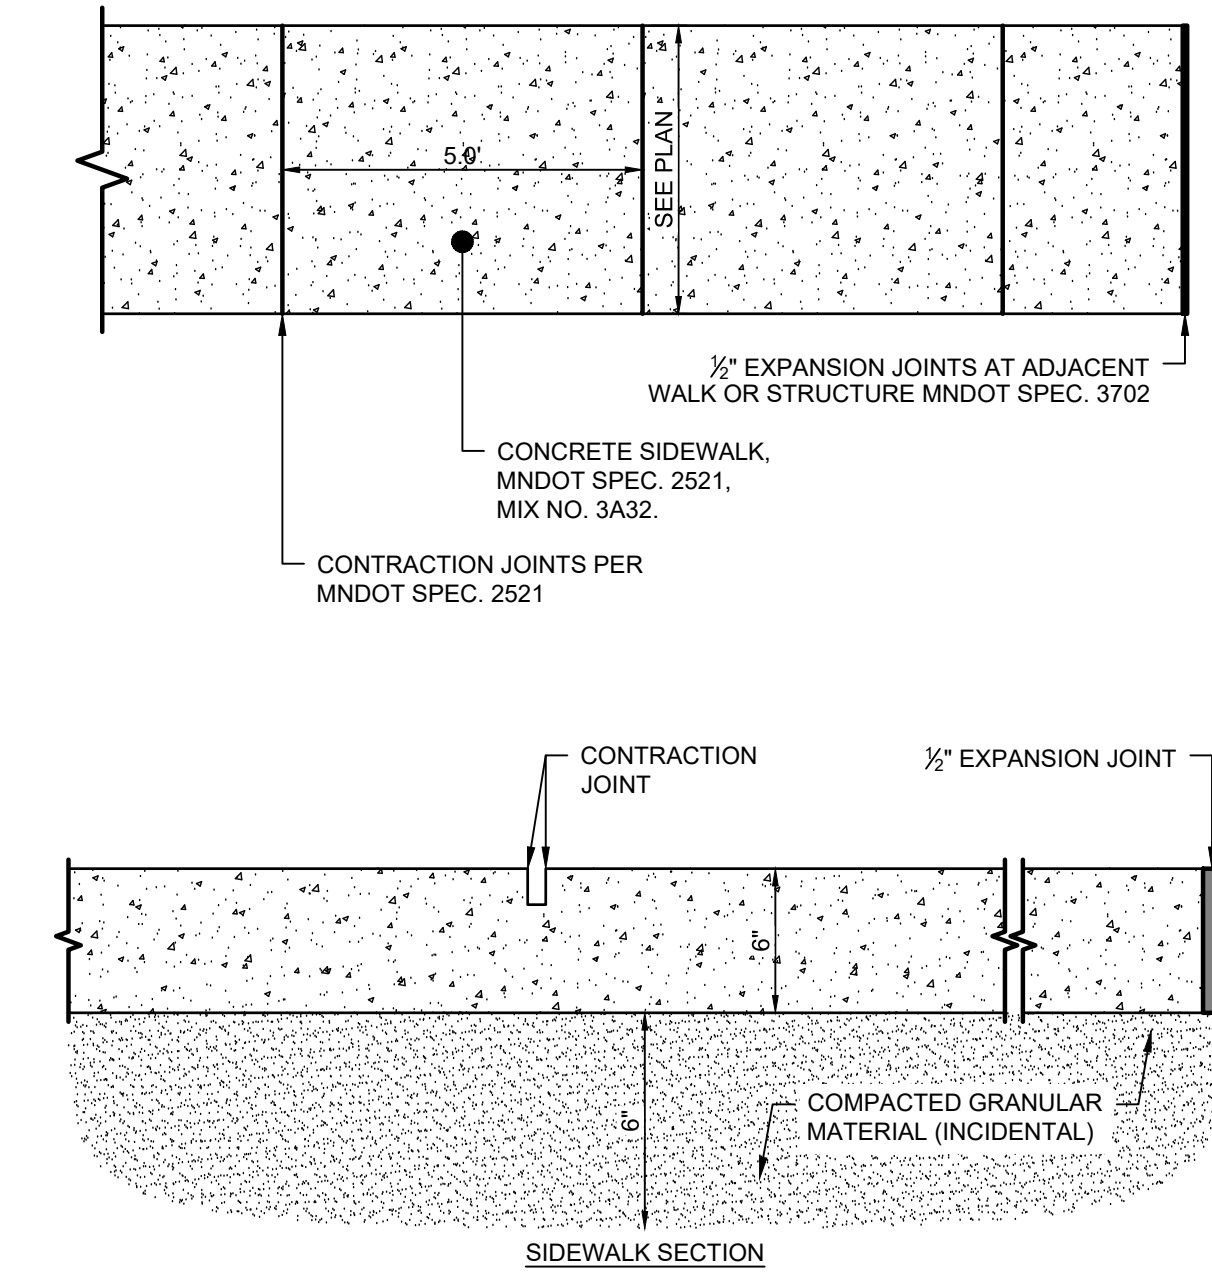 5.0'
SEE PLAN
½" EXPANSION JOINTS AT ADJACENT
WALK OR STRUCTURE MNDOT SPEC. 3702
CONCRETE SIDEWALK,
MNDOT SPEC. 2521,
MIX NO. 3A32.
CONTRACTION JOINTS PER
MNDOT SPEC. 2521
CONTRACTION
JOINT
½" EXPANSION JOINT
6"
6"
COMPACTED GRANULAR
MATERIAL (INCIDENTAL)
SIDEWALK SECTION